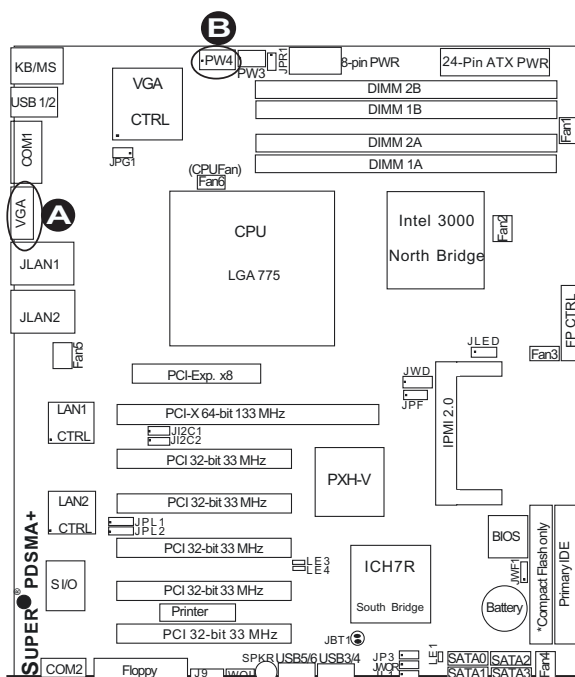 B
KB/MS
PW4
PW3
JPR1
8-pin PWR
24-Pin ATX PWR
VGA
CTRL
DIMM 2B
USB 1/2
DIMM 1B
Fan1
COM1
DIMM 2A
JPG1
DIMM 1A
(CPUFan)
Fan6
VGA
A
CPU
LGA 775
Intel 3000
North Bridge
Fan2
JLAN1
JLAN2
FP CTRL
Fan5
JLED
Fan3
PCI-Exp. x8
JWD
JPF
IPMI 2.0
LAN1
CTRL
PCI-X 64-bit 133 MHz
JI2C1
JI2C2
PCI 32-bit 33 MHz
PXH-V
LAN2
CTRL
PCI 32-bit 33 MHz
JPL1
JPL2
BIOS
*Compact Flash only
Primary IDE
PCI 32-bit 33 MHz
LE3
LE4
ICH7R
South Bridge
JWF1
S I/O
PCI 32-bit 33 MHz
Battery
Printer
PCI 32-bit 33 MHz
JBT1
SUPER® PDSMA+
COM2
Floppy
J9
WOL
SPKR
USB5/6
USB3/4
JP3
JWOR
LE1
SATA0
SATA2
SATA1
SATA3
Fan4